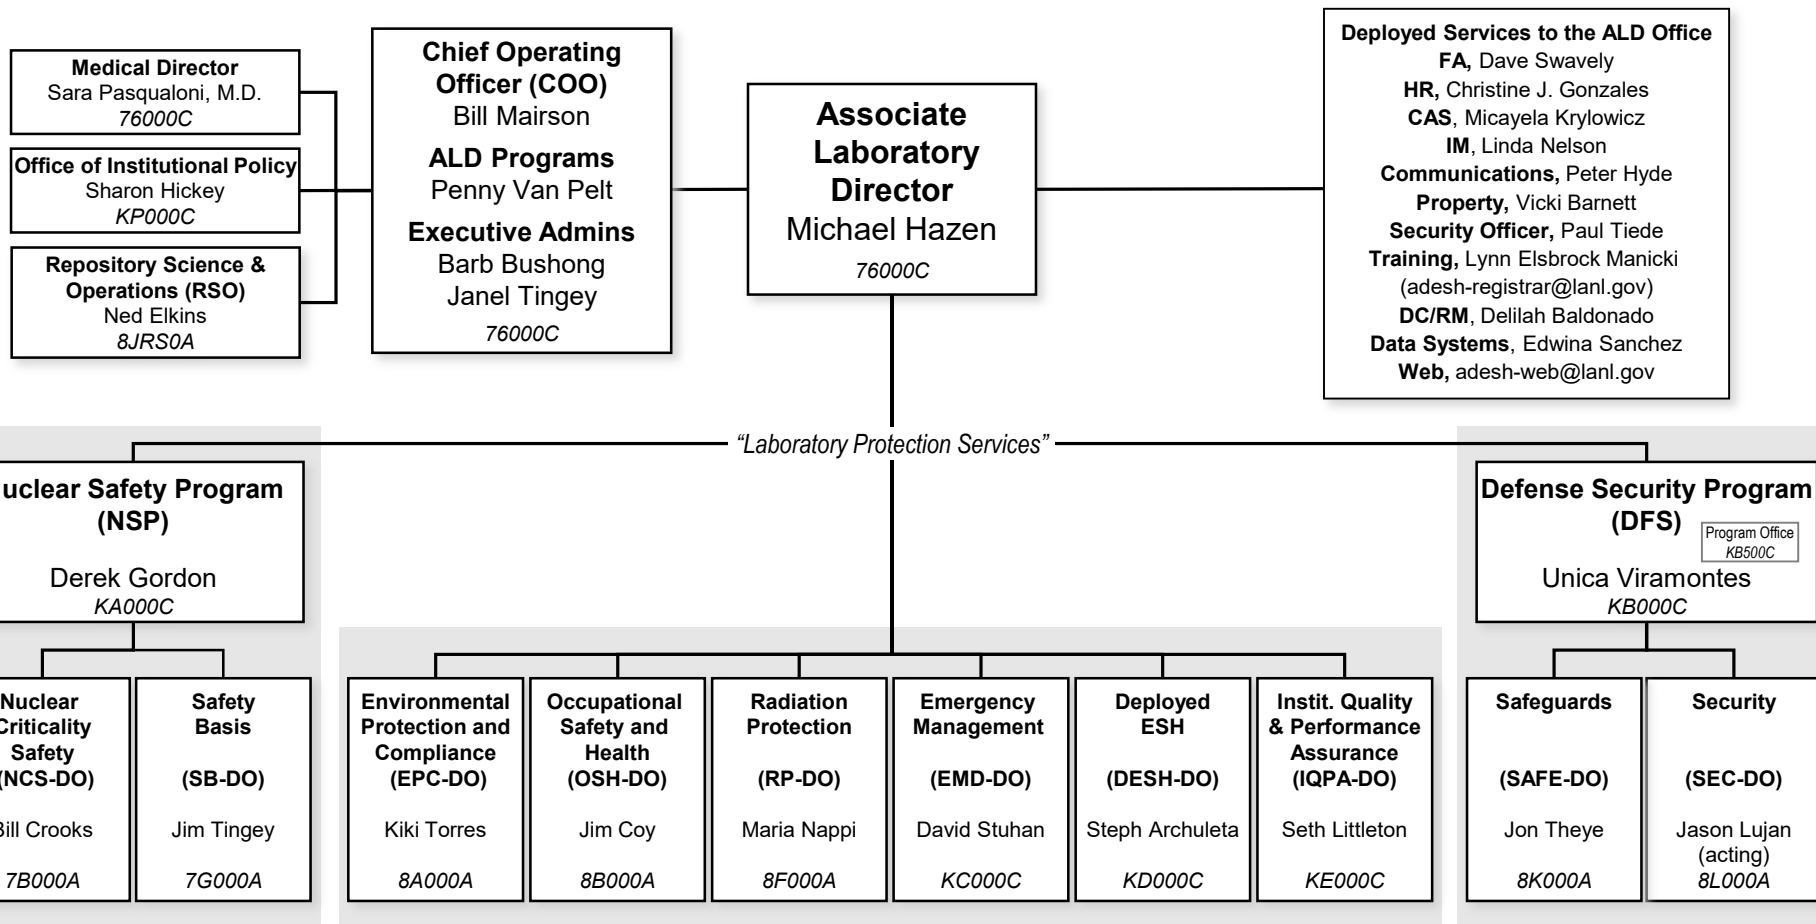 Medical Director
Sara Pasqualoni, M.D.
76000C
Office of Institutional Policy
Sharon Hickey
KP000C
Repository Science &
Operations (RSO)
Ned Elkins
8JRS0A
Chief Operating
Officer (COO)
Bill Mairson
ALD Programs
Penny Van Pelt
Executive Admins
Barb Bushong
Janel Tingey
76000C
Associate
Laboratory
Director
Michael Hazen
76000C
Deployed Services to the ALD Office
FA, Dave Swavely
HR, Christine J. Gonzales
CAS, Micayela Krylowicz
IM, Linda Nelson
Communications, Peter Hyde
Property, Vicki Barnett
Security Officer, Paul Tiede
Training, Lynn Elsbrock Manicki
(adesh-registrar@lanl.gov)
DC/RM, Delilah Baldonado
Data Systems, Edwina Sanchez
Web, adesh-web@lanl.gov
“Laboratory Protection Services”
uclear Safety Program
(NSP)
Derek Gordon
KA000C
Defense Security Program
(DFS)
Program Office
KB500C
Unica Viramontes
KB000C
Nuclear
Criticality
Safety
(NCS-DO)
Bill Crooks
7B000A
Safety
Basis
(SB-DO)
Jim Tingey
7G000A
Environmental
Protection and
Compliance
(EPC-DO)
Kiki Torres
8A000A
Occupational
Safety and
Health
(OSH-DO)
Jim Coy
8B000A
Radiation
Protection
(RP-DO)
Maria Nappi
8F000A
Emergency
Management
(EMD-DO)
David Stuhan
KC000C
Deployed
ESH
(DESH-DO)
Steph Archuleta
KD000C
Instit. Quality
& Performance
Assurance
(IQPA-DO)
Seth Littleton
KE000C
Safeguards
(SAFE-DO)
Jon Theye
8K000A
Security
(SEC-DO)
Jason Lujan
(acting)
8L000A